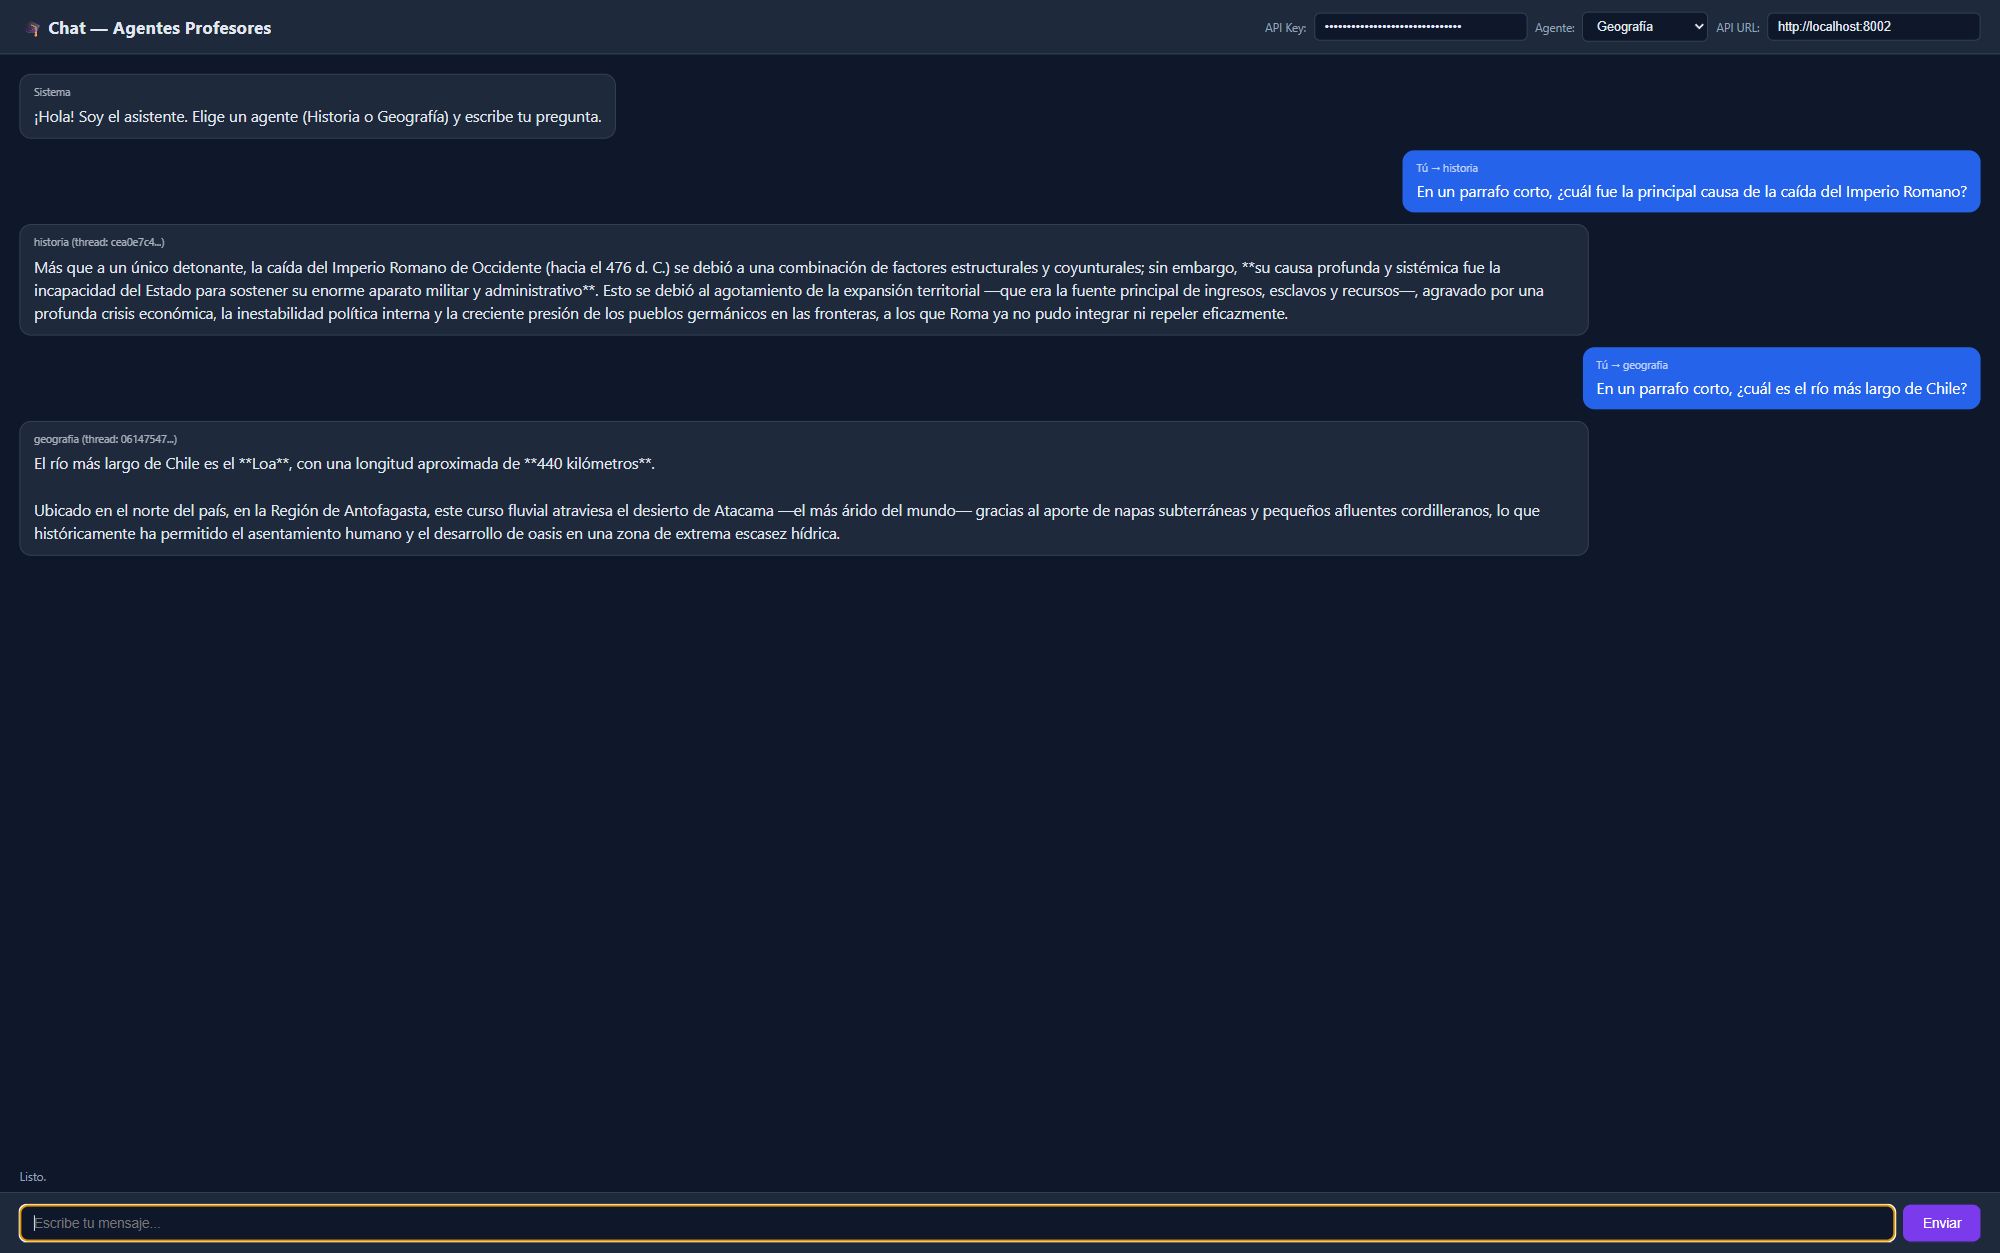 Chat — Agentes Profesores
API Key: •••••••••••••••••••••••••••••••• Agente: Geografía API URL: http://localhost:8002
Sistema
¡Hola! Soy el asistente. Elige un agente (Historia o Geografía) y escribe tu pregunta.
Tú → historia
En un parrafo corto, ¿cuál fue la principal causa de la caída del Imperio Romano?
historia (thread: cea0e7c4...)
Más que a un único detonante, la caída del Imperio Romano de Occidente (hacia el 476 d. C.) se debió a una combinación de factores estructurales y coyunturales; sin embargo, **su causa profunda y sistémica fue la
incapacidad del Estado para sostener su enorme aparato militar y administrativo**. Esto se debió al agotamiento de la expansión territorial —que era la fuente principal de ingresos, esclavos y recursos—, agravado por una
profunda crisis económica, la inestabilidad política interna y la creciente presión de los pueblos germánicos en las fronteras, a los que Roma ya no pudo integrar ni repeler eficazmente.
Tú → geografia
En un parrafo corto, ¿cuál es el río más largo de Chile?
geografia (thread: 06147547...)
El río más largo de Chile es el **Loa**, con una longitud aproximada de **440 kilómetros**.
Ubicado en el norte del país, en la Región de Antofagasta, este curso fluvial atraviesa el desierto de Atacama —el más árido del mundo— gracias al aporte de napas subterráneas y pequeños afluentes cordilleranos, lo que
históricamente ha permitido el asentamiento humano y el desarrollo de oasis en una zona de extrema escasez hídrica.
Listo.
Escribe tu mensaje...
Enviar